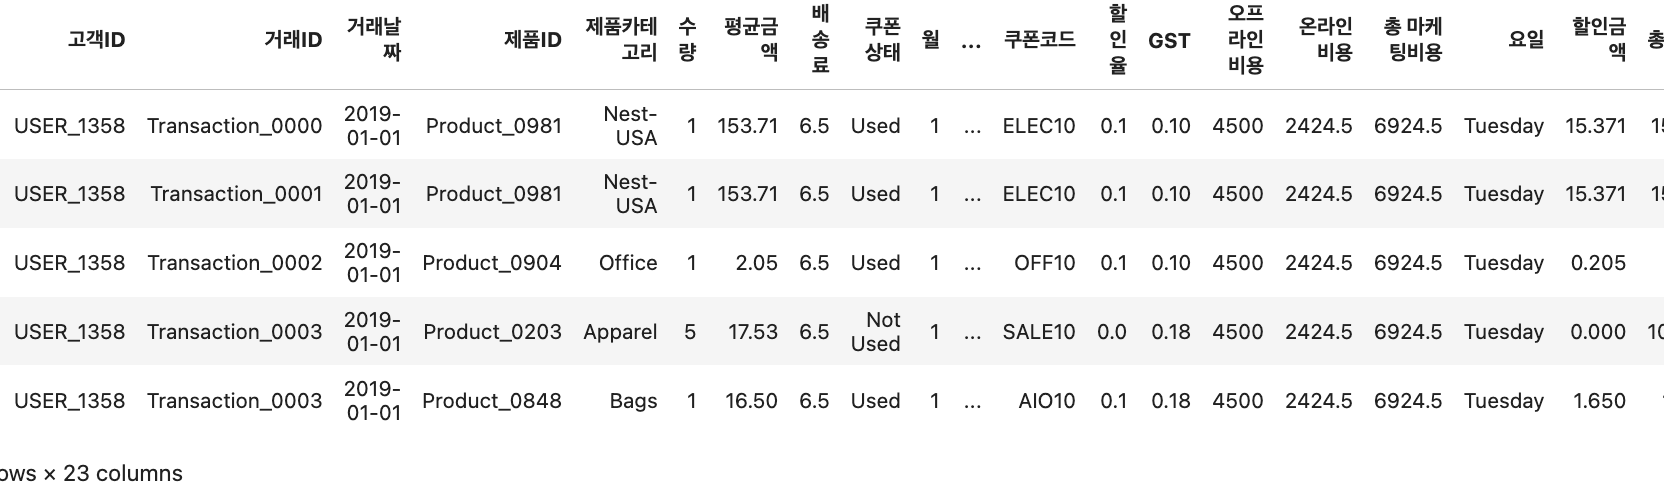 고객ID 거래ID 거래날짜 제품ID 제품카테고리 수량 평균금액 배송료 쿠폰상태 월 ... 쿠폰코드 할인율 GST 오프라인비용 온라인비용 총 마케팅비용 요일 할인금액 총
USER_1358 Transaction_0000 2019-01-01 Product_0981 Nest-USA 1 153.71 6.5 Used 1 ... ELEC10 0.1 0.10 4500 2424.5 6924.5 Tuesday 15.371
USER_1358 Transaction_0001 2019-01-01 Product_0981 Nest-USA 1 153.71 6.5 Used 1 ... ELEC10 0.1 0.10 4500 2424.5 6924.5 Tuesday 15.371
USER_1358 Transaction_0002 2019-01-01 Product_0904 Office 1 2.05 6.5 Used 1 ... OFF10 0.1 0.10 4500 2424.5 6924.5 Tuesday 0.205
USER_1358 Transaction_0003 2019-01-01 Product_0203 Apparel 5 17.53 6.5 Not Used 1 ... SALE10 0.0 0.18 4500 2424.5 6924.5 Tuesday 0.000
USER_1358 Transaction_0003 2019-01-01 Product_0848 Bags 1 16.50 6.5 Used 1 ... AIO10 0.1 0.18 4500 2424.5 6924.5 Tuesday 1.650
ows × 23 columns